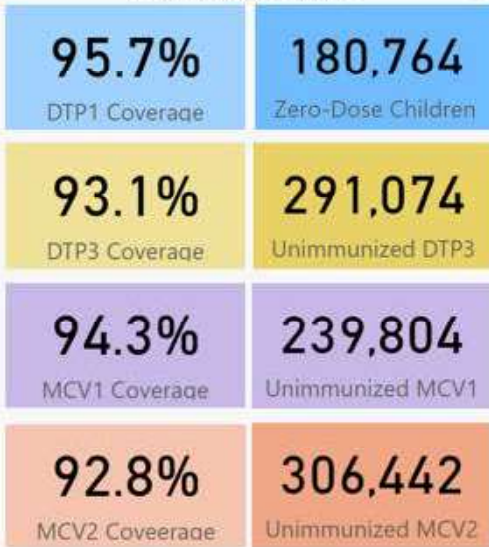 95.7%
DTP1 Coverage
180,764
Zero-Dose Children
93.1%
DTP3 Coverage
291,074
Unimmunized DTP3
94.3%
MCV1 Coverage
239,804
Unimmunized MCV1
92.8%
MCV2 Coveerage
306,442
Unimmunized MCV2